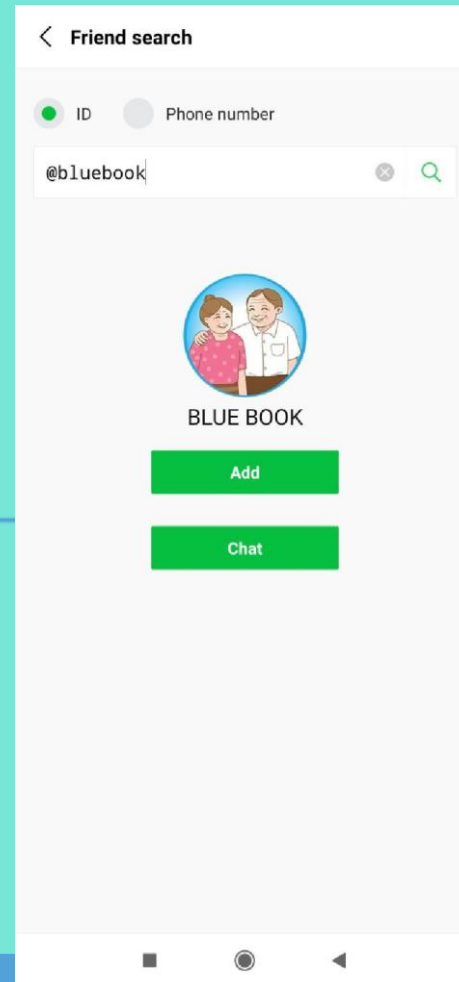 Friend search
ID Phone number
@bluebook
BLUE BOOK
Add
Chat